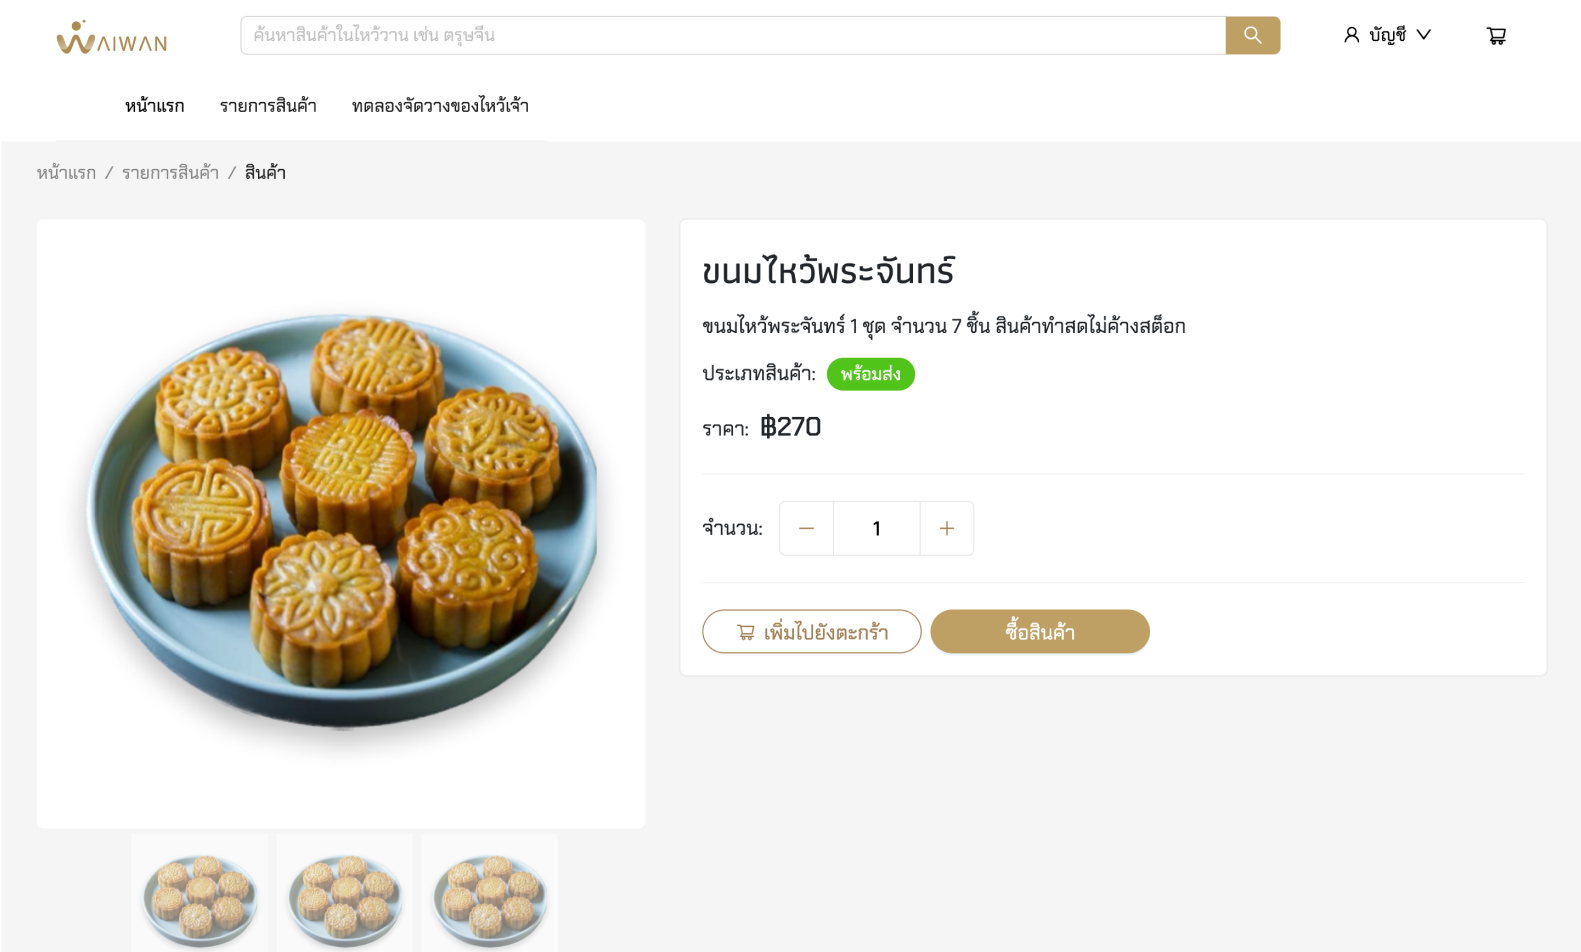 WAIWAN
ค้นหาสินค้าในไหว้วาน เช่น ตรุษจีน
บัญชี
หน้าแรก
รายการสินค้า
ทดลองจัดวางของไหว้เจ้า
หน้าแรก / รายการสินค้า / สินค้า
ขนมไหว้พระจันทร์
ขนมไหว้พระจันทร์ 1 ชุด จำนวน 7 ชิ้น สินค้าทำสดไม่ค้างสต็อก
ประเภทสินค้า: พร้อมส่ง
ราคา: ฿270
จำนวน: − 1 +
เพิ่มไปยังตะกร้า
ซื้อสินค้า